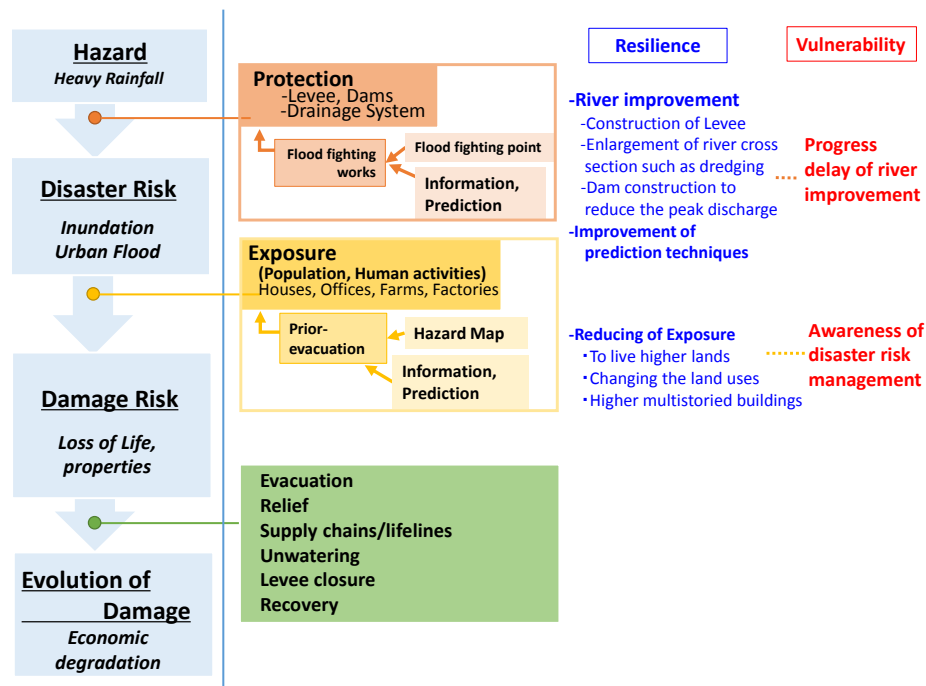 Hazard
Heavy Rainfall
Disaster Risk
Inundation
Urban Flood
Damage Risk
Loss of Life,
properties
Evolution of
Damage
Economic
degradation
Protection
-Levee, Dams
-Drainage System
Flood fighting
works
Flood fighting point
Information,
Prediction
Exposure
(Population, Human activities)
Houses, Offices, Farms, Factories
Prior-
evacuation
Hazard Map
Information,
Prediction
Evacuation
Relief
Supply chains/lifelines
Unwatering
Levee closure
Recovery
Resilience
-River improvement
-Construction of Levee
-Enlargement of river cross
section such as dredging
-Dam construction to
reduce the peak discharge
-Improvement of
prediction techniques
-Reducing of Exposure
・To live higher lands
・Changing the land uses
・Higher multistoried buildings
Vulnerability
Progress
delay of river
improvement
Awareness of
disaster risk
management